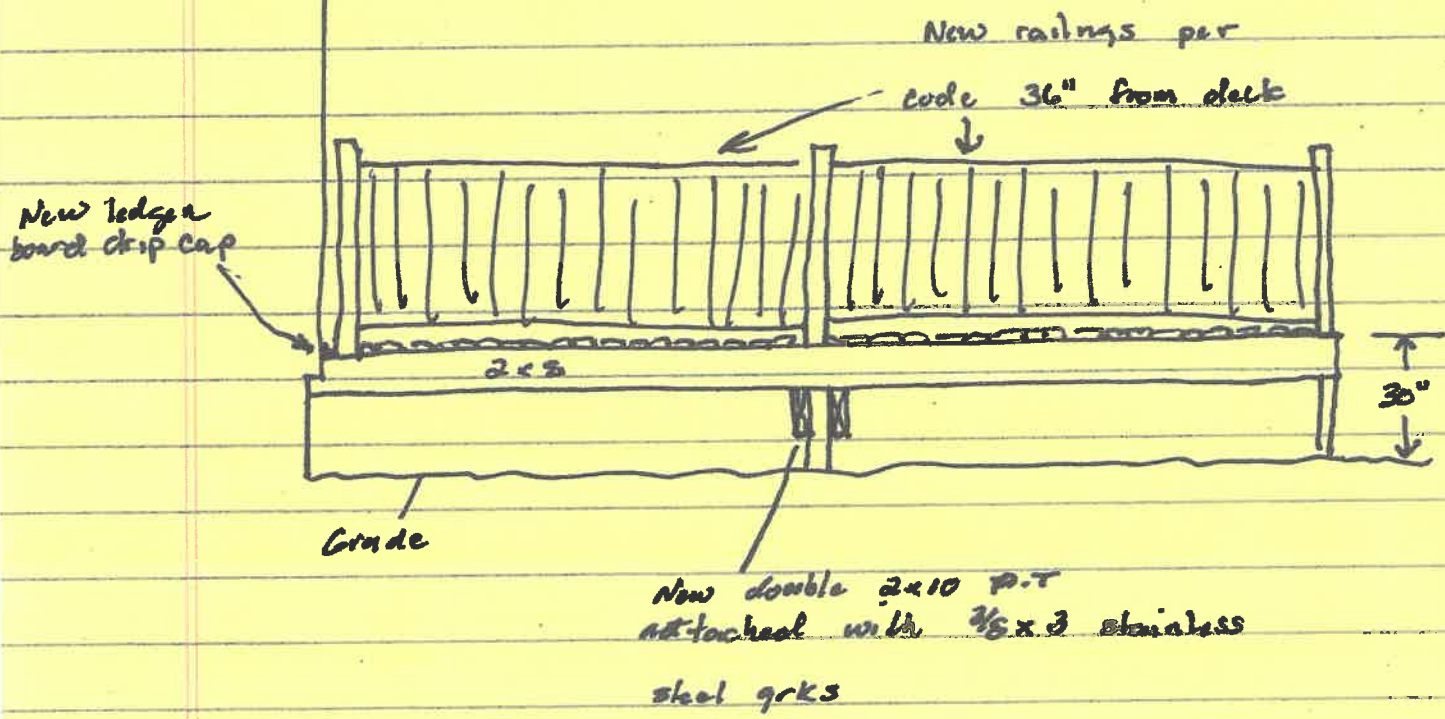 New railings per
code 36" from deck
New ledger
board drip cap
2x8
30"
Grade
New double 2x10 P.T
attached with 3/8 x 3 stainless
steel grks